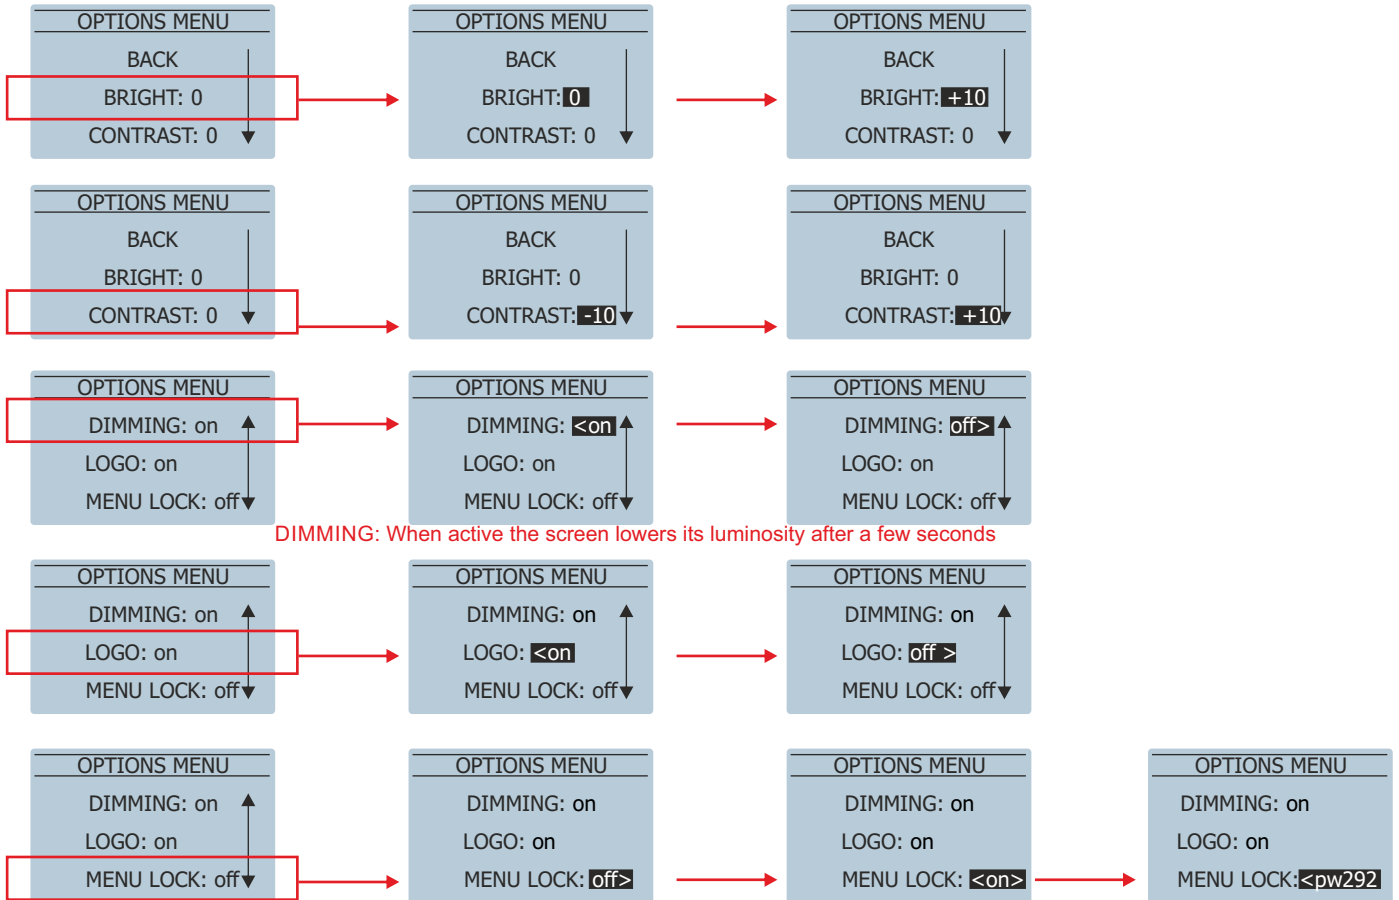 OPTIONS MENU
BACK
BRIGHT: 0
CONTRAST: 0
OPTIONS MENU
BACK
BRIGHT: 0
CONTRAST: 0
OPTIONS MENU
BACK
BRIGHT: +10
CONTRAST: 0
OPTIONS MENU
BACK
BRIGHT: 0
CONTRAST: 0
OPTIONS MENU
BACK
BRIGHT: 0
CONTRAST: -10
OPTIONS MENU
BACK
BRIGHT: 0
CONTRAST: +10
OPTIONS MENU
DIMMING: on
LOGO: on
MENU LOCK: off
OPTIONS MENU
DIMMING: <on
LOGO: on
MENU LOCK: off
OPTIONS MENU
DIMMING: off>
LOGO: on
MENU LOCK: off
DIMMING: When active the screen lowers its luminosity after a few seconds
OPTIONS MENU
DIMMING: on
LOGO: on
MENU LOCK: off
OPTIONS MENU
DIMMING: on
LOGO: <on
MENU LOCK: off
OPTIONS MENU
DIMMING: on
LOGO: off >
MENU LOCK: off
OPTIONS MENU
DIMMING: on
LOGO: on
MENU LOCK: off
OPTIONS MENU
DIMMING: on
LOGO: on
MENU LOCK: off>
OPTIONS MENU
DIMMING: on
LOGO: on
MENU LOCK: <on>
OPTIONS MENU
DIMMING: on
LOGO: on
MENU LOCK:<pw292